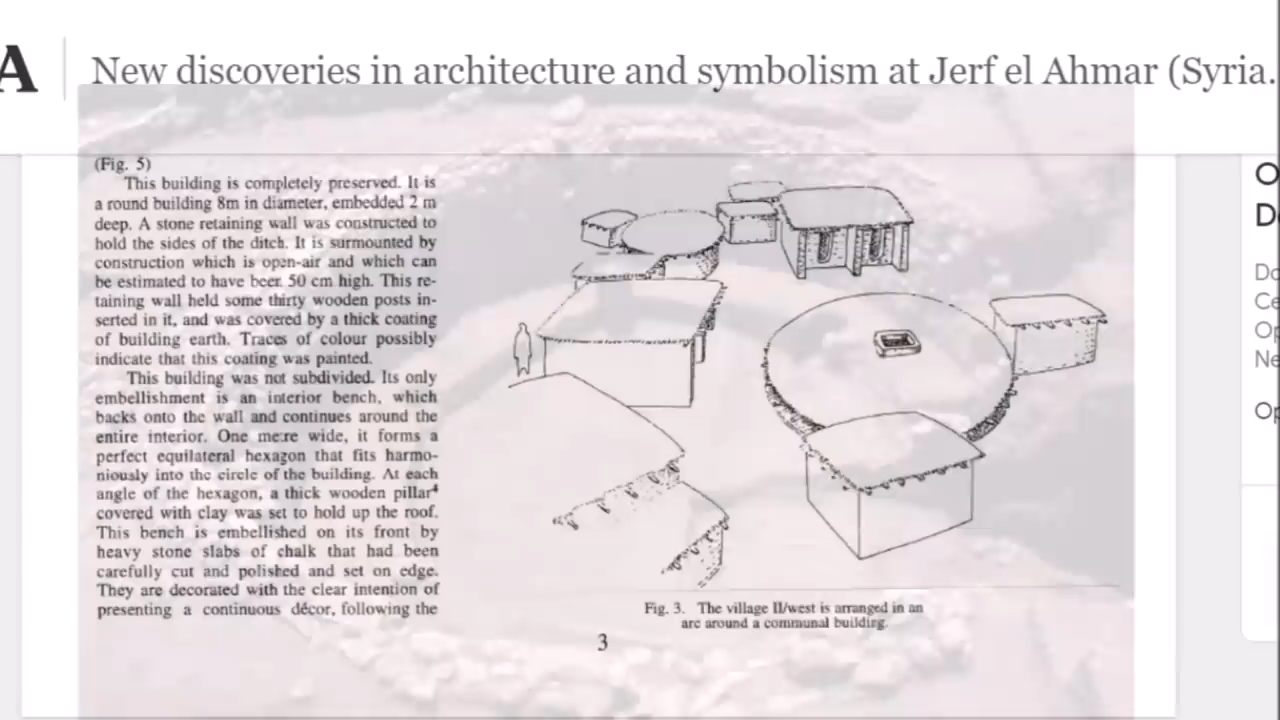 A
New discoveries in architecture and symbolism at Jerf el Ahmar (Syria.
(Fig. 5)
This building is completely preserved. It is
a round building 8m in diameter, embedded 2 m
deep. A stone retaining wall was constructed to
hold the sides of the ditch. It is surmounted by
construction which is open-air and which can
be estimated to have beer. 50 cm high. This re-
taining wall held some thirty wooden posts in-
serted in it, and was covered by a thick coating
of building earth. Traces of colour possibly
indicate that this coating was painted.
This building was not subdivided. Its only
embellishment is an interior bench, which
backs onto the wall and continues around the
entire interior. One metre wide, it forms a
perfect equilateral hexagon that fits harmo-
niously into the circle of the building. At each
angle of the hexagon, a thick wooden pillar⁴
covered with clay was set to hold up the roof.
This bench is embellished on its front by
heavy stone slabs of chalk that had been
carefully cut and polished and set on edge.
They are decorated with the clear intention of
presenting a continuous décor, following the
Fig. 3. The village II/west is arranged in an
arc around a communal building.
3
O
D
Do
Ce
Op
Ne
Op